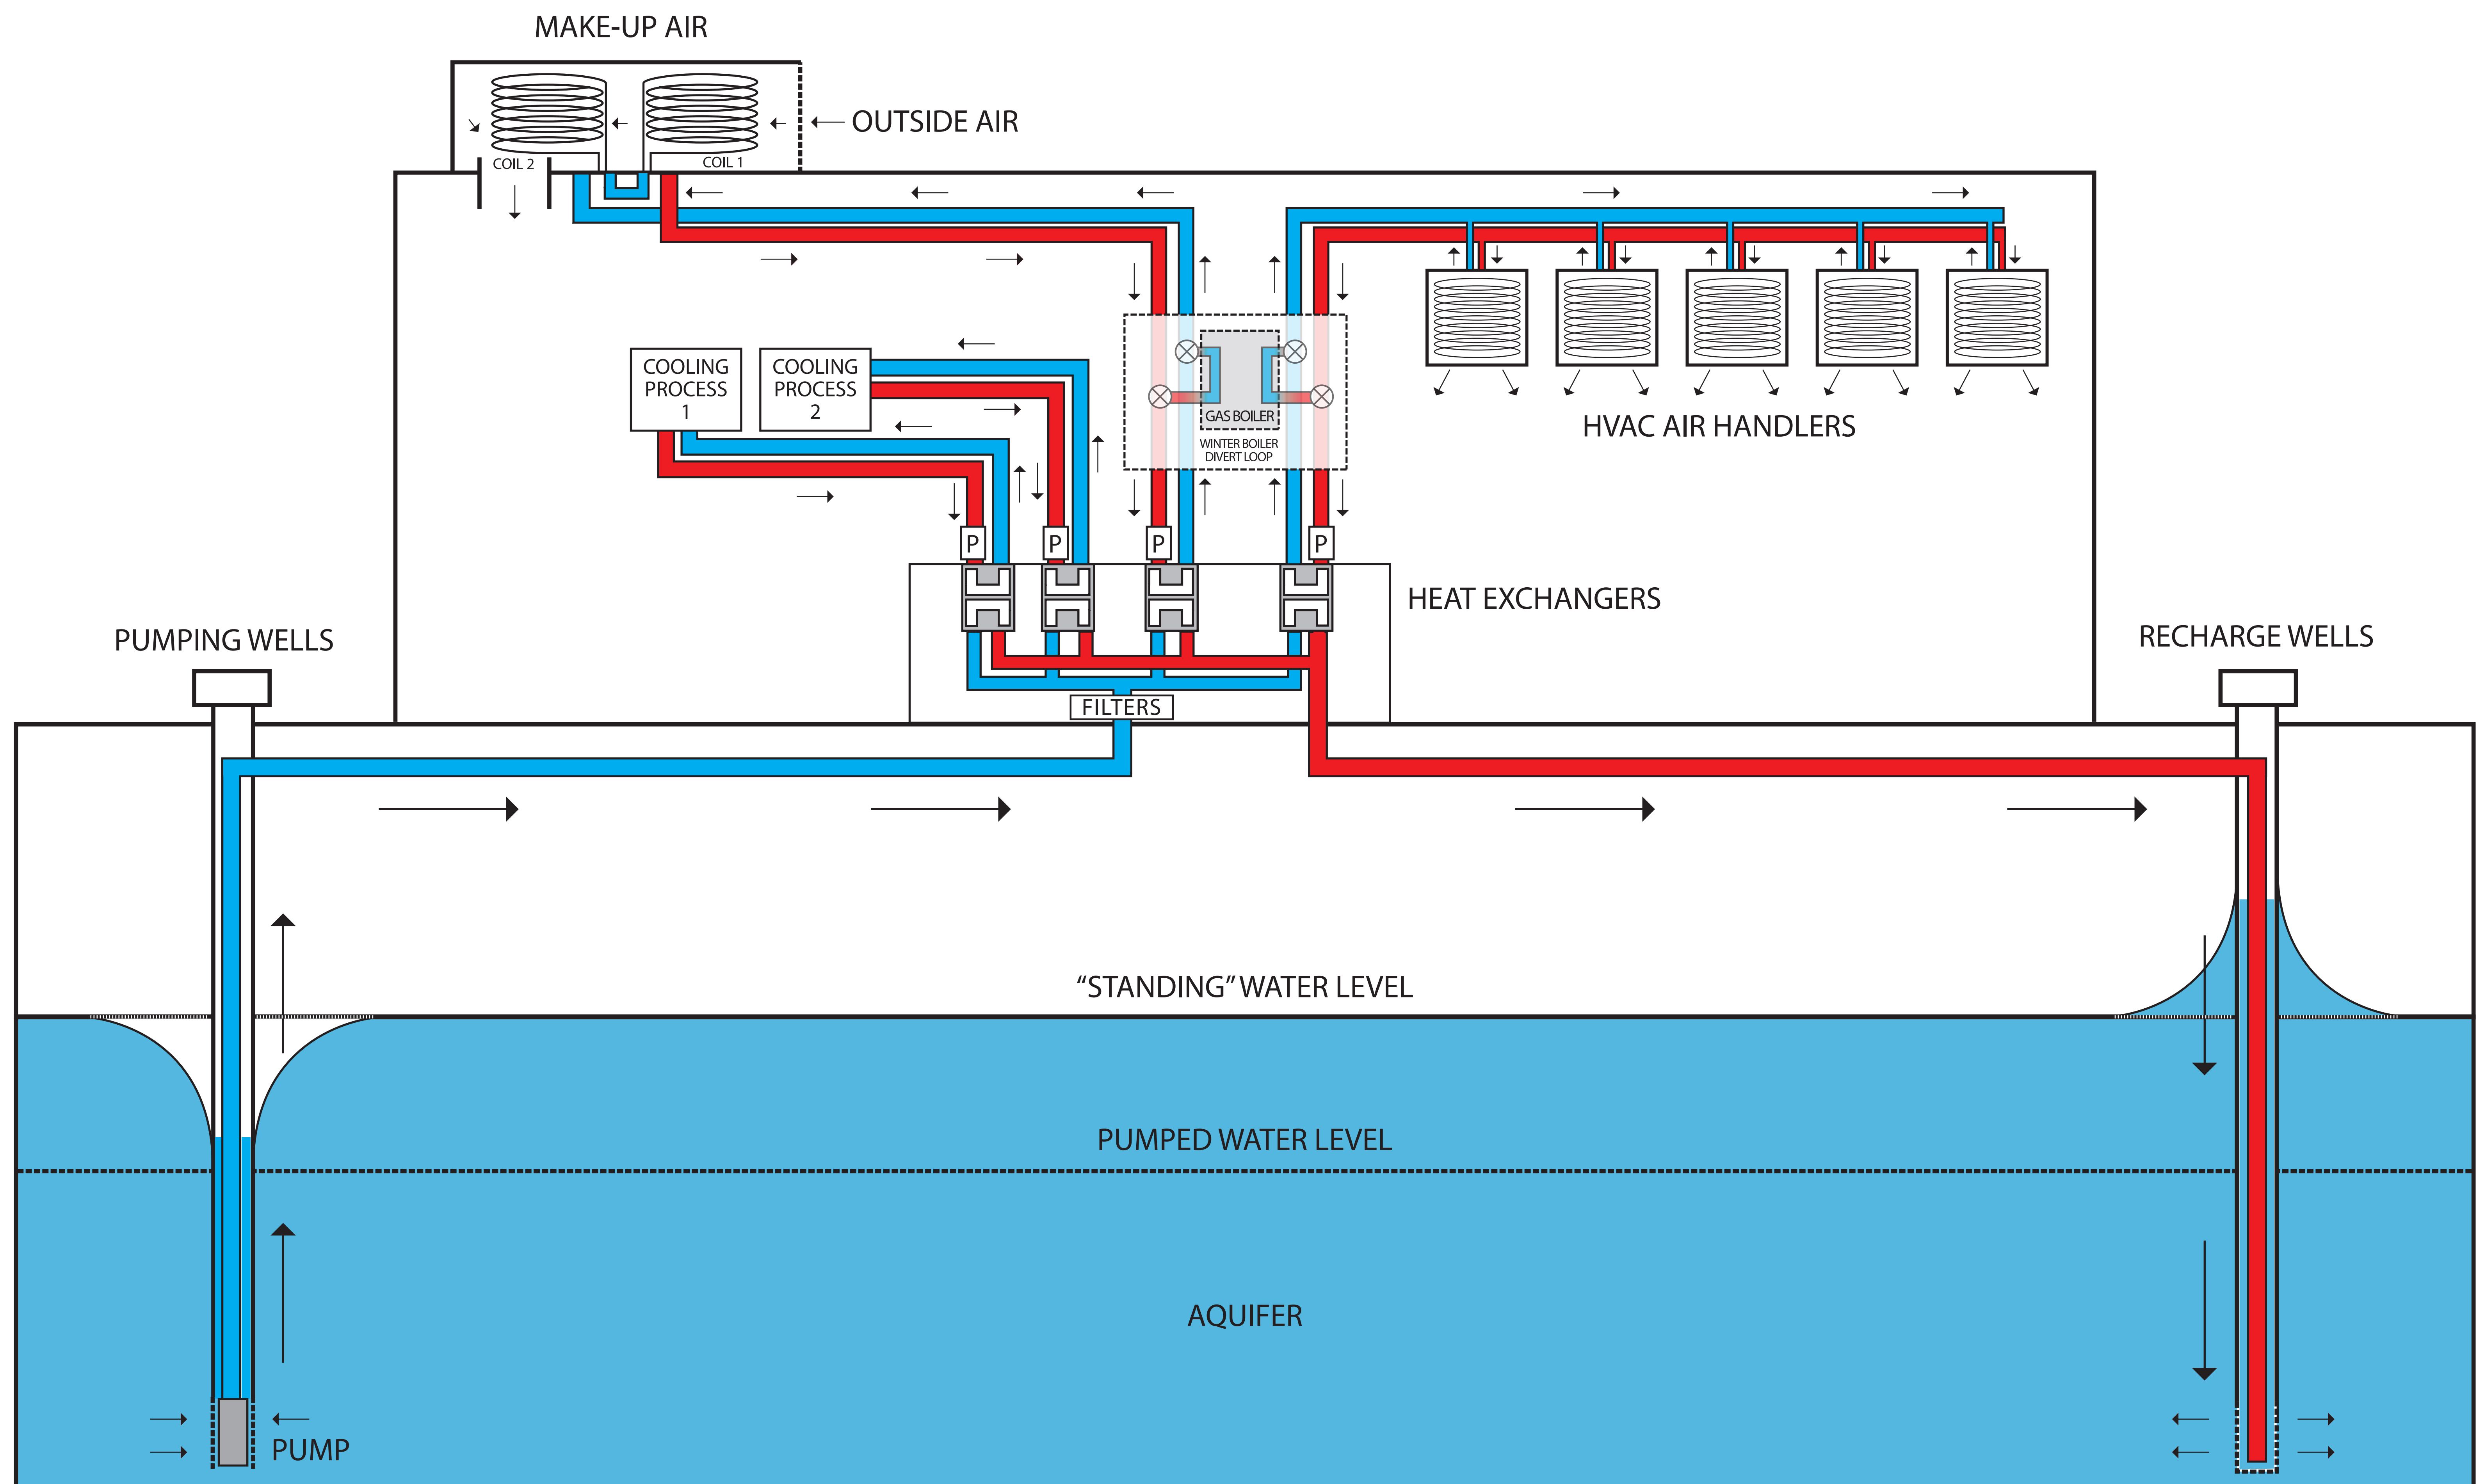 MAKE-UP AIR
OUTSIDE AIR
COIL 2
COIL 1
COOLING
PROCESS
1
COOLING
PROCESS
2
GAS BOILER
WINTER BOILER
DIVERT LOOP
HVAC AIR HANDLERS
P
P
P
P
HEAT EXCHANGERS
PUMPING WELLS
RECHARGE WELLS
FILTERS
“STANDING” WATER LEVEL
PUMPED WATER LEVEL
AQUIFER
PUMP